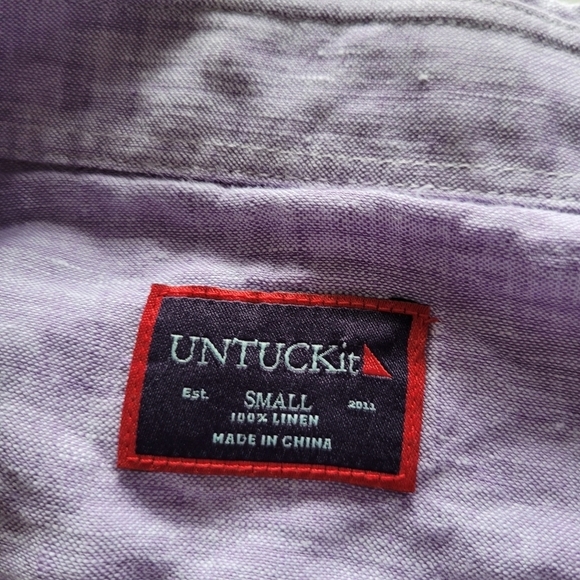 UNTUCKit
Est. SMALL 2011
100% LINEN
MADE IN CHINA